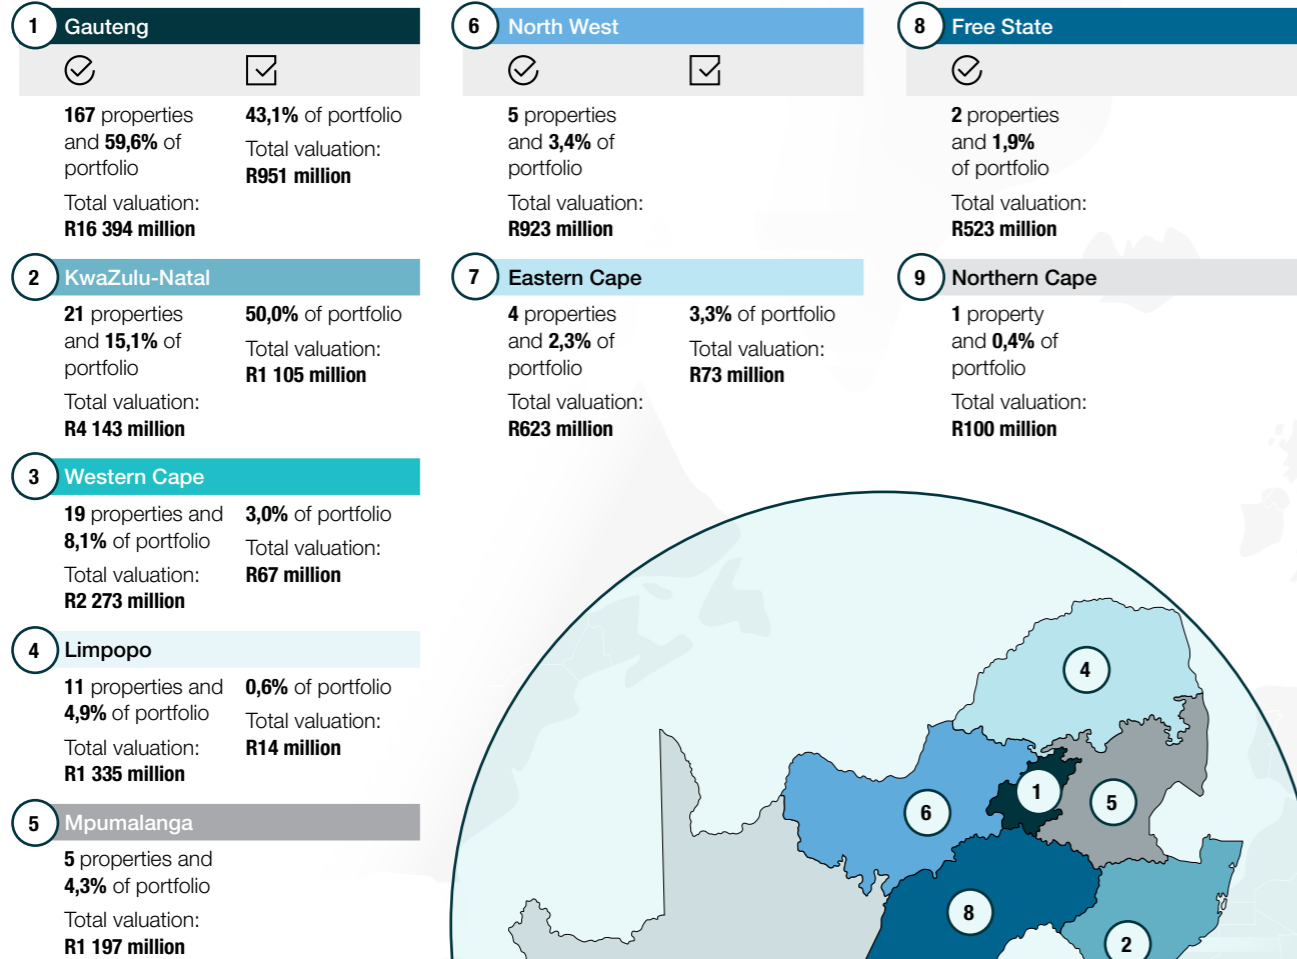 1 Gauteng
167 properties
and 59,6% of
portfolio
Total valuation:
R16 394 million
43,1% of portfolio
Total valuation:
R951 million
2 KwaZulu-Natal
21 properties
and 15,1% of
portfolio
Total valuation:
R4 143 million
50,0% of portfolio
Total valuation:
R1 105 million
3 Western Cape
19 properties and
8,1% of portfolio
Total valuation:
R2 273 million
3,0% of portfolio
Total valuation:
R67 million
4 Limpopo
11 properties and
4,9% of portfolio
Total valuation:
R1 335 million
0,6% of portfolio
Total valuation:
R14 million
5 Mpumalanga
5 properties and
4,3% of portfolio
Total valuation:
R1 197 million
6 North West
5 properties
and 3,4% of
portfolio
Total valuation:
R923 million
7 Eastern Cape
4 properties
and 2,3% of
portfolio
Total valuation:
R623 million
3,3% of portfolio
Total valuation:
R73 million
8 Free State
2 properties
and 1,9%
of portfolio
Total valuation:
R523 million
9 Northern Cape
1 property
and 0,4% of
portfolio
Total valuation:
R100 million
4
1
5
6
8
2